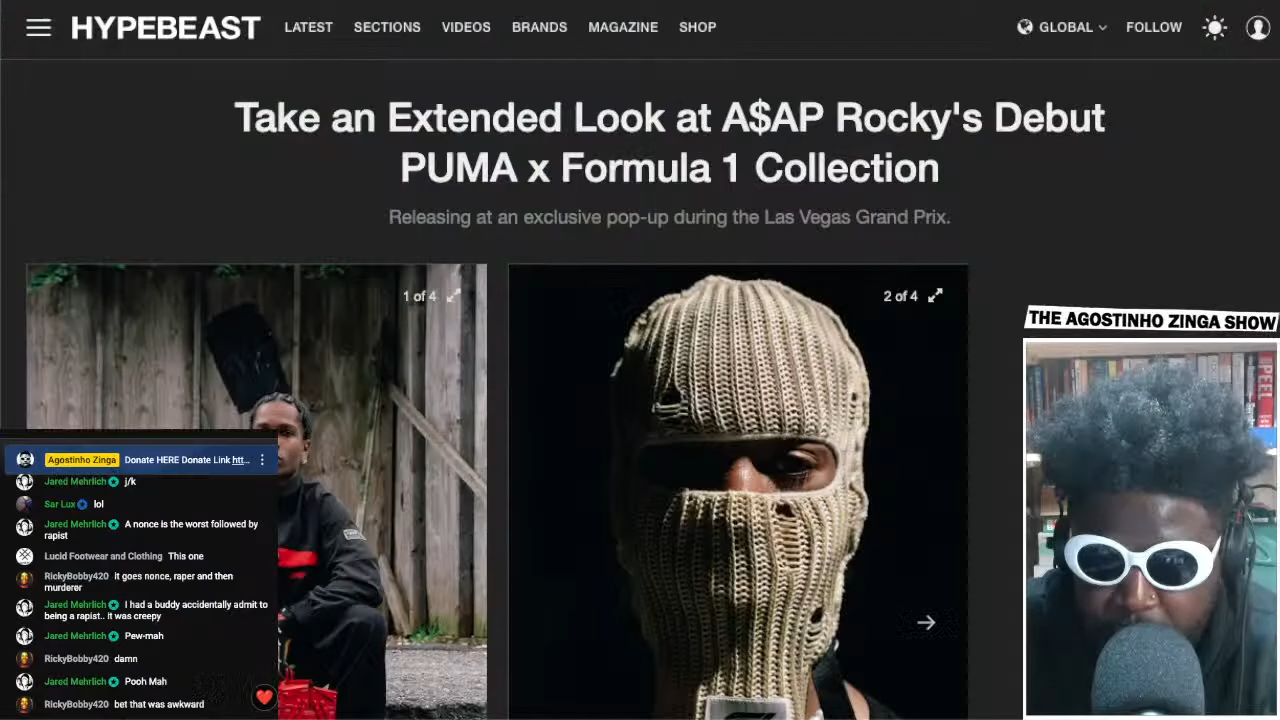 HYPEBEAST
LATEST SECTIONS VIDEOS BRANDS MAGAZINE SHOP
GLOBAL FOLLOW
Take an Extended Look at A$AP Rocky's Debut
PUMA x Formula 1 Collection
Releasing at an exclusive pop-up during the Las Vegas Grand Prix.
1 of 4
2 of 4
THE AGOSTINHO ZINGA SHOW
PEEL
Agostinho Zinga Donate HERE Donate Link htt...
Jared Mehrlich j/k
Sar Lux lol
Jared Mehrlich A nonce is the worst followed by
rapist
Lucid Footwear and Clothing This one
RickyBobby420 It goes nonce, raper and then
murderer
Jared Mehrlich I had a buddy accidentally admit to
being a rapist.. it was creepy
Jared Mehrlich Pew-mah
RickyBobby420 damn
Jared Mehrlich Pooh Mah
RickyBobby420 bet that was awkward